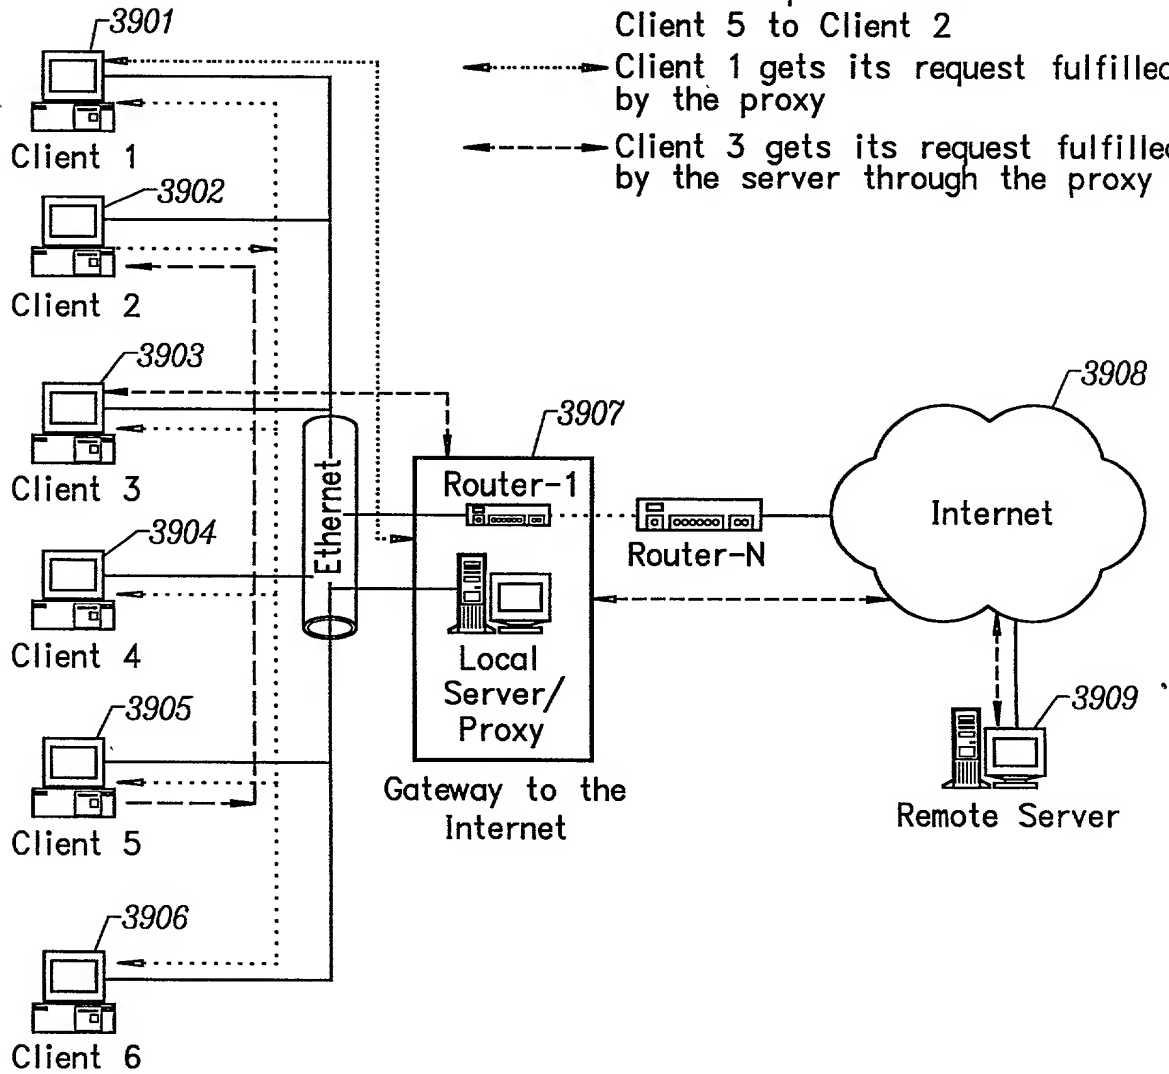 3901
Client 5 to Client 2
Client 1 gets its request fulfilled
by the proxy
Client 3 gets its request fulfilled
by the server through the proxy
Client 1
3902
Client 2
3903
Client 3
3904
Client 4
3905
Client 5
3906
Client 6
Ethernet
3907
Router-1
Local
Server/
Proxy
Gateway to the
Internet
Router-N
3908
Internet
3909
Remote Server